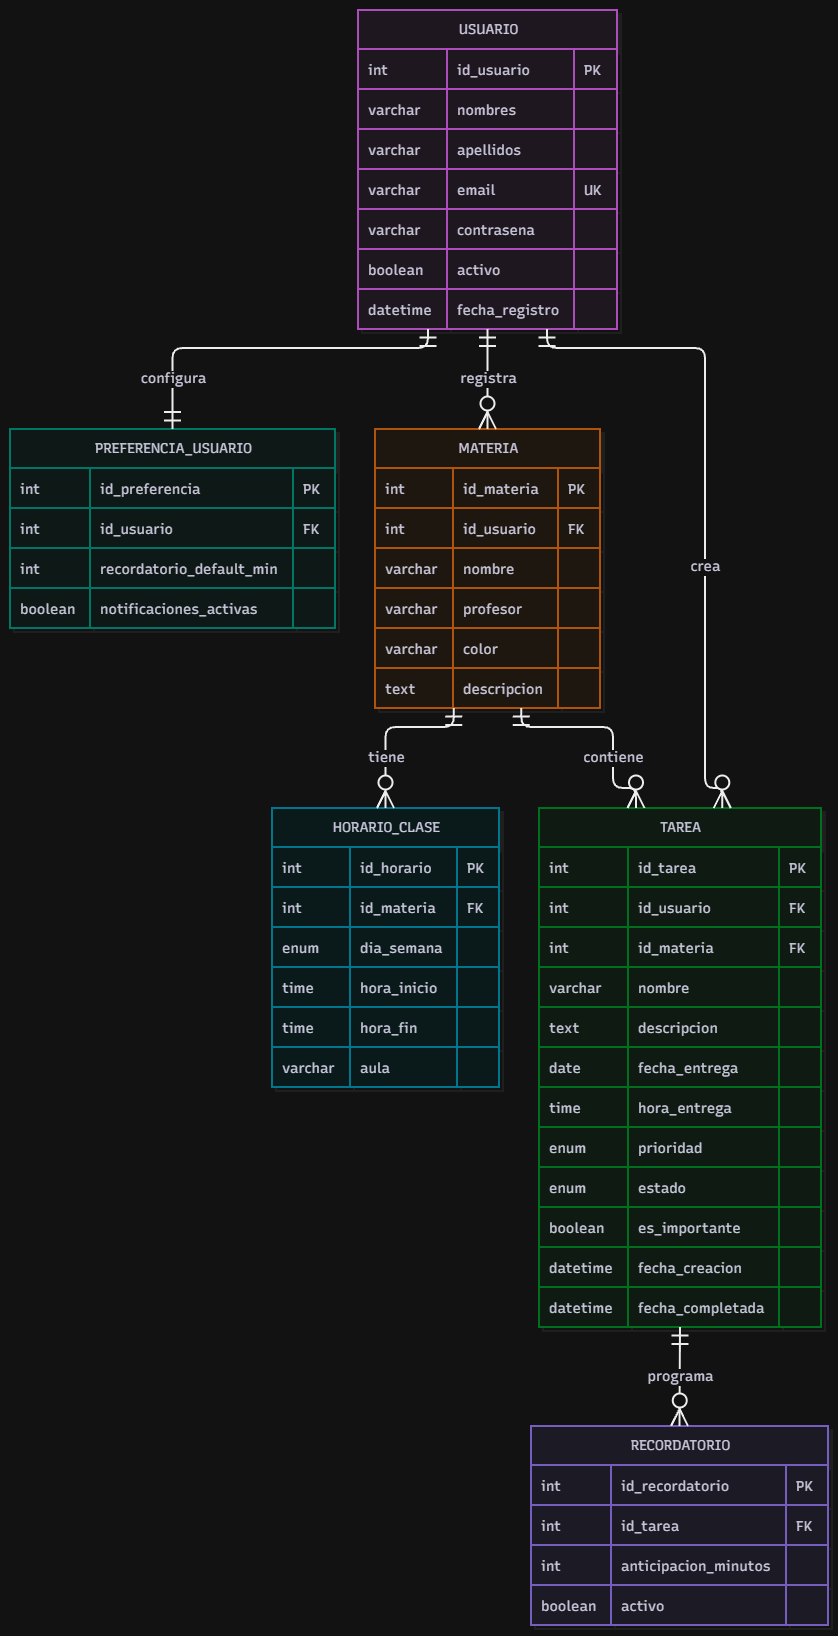 USUARIO
int id_usuario PK
varchar nombres
varchar apellidos
varchar email UK
varchar contrasena
boolean activo
datetime fecha_registro
configura
registra
PREFERENCIA_USUARIO
int id_preferencia PK
int id_usuario FK
int recordatorio_default_min
boolean notificaciones_activas
MATERIA
int id_materia PK
int id_usuario FK
varchar nombre
varchar profesor
varchar color
text descripcion
crea
tiene
contiene
HORARIO_CLASE
int id_horario PK
int id_materia FK
enum dia_semana
time hora_inicio
time hora_fin
varchar aula
TAREA
int id_tarea PK
int id_usuario FK
int id_materia FK
varchar nombre
text descripcion
date fecha_entrega
time hora_entrega
enum prioridad
enum estado
boolean es_importante
datetime fecha_creacion
datetime fecha_completada
programa
RECORDATORIO
int id_recordatorio PK
int id_tarea FK
int anticipacion_minutos
boolean activo